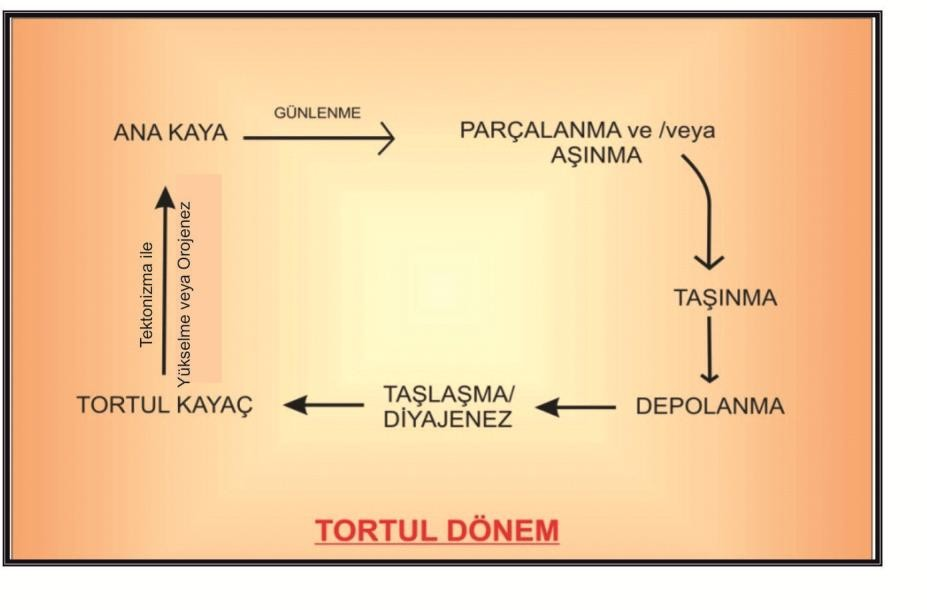 GÜNLENME
ANA KAYA
PARÇALANMA ve /veya
AŞINMA
TAŞINMA
DEPOLANMA
TAŞLAŞMA/
DİYAJENEZ
TORTUL KAYAÇ
Tektonizma ile
Yükselme veya Orojenez
TORTUL DÖNEM